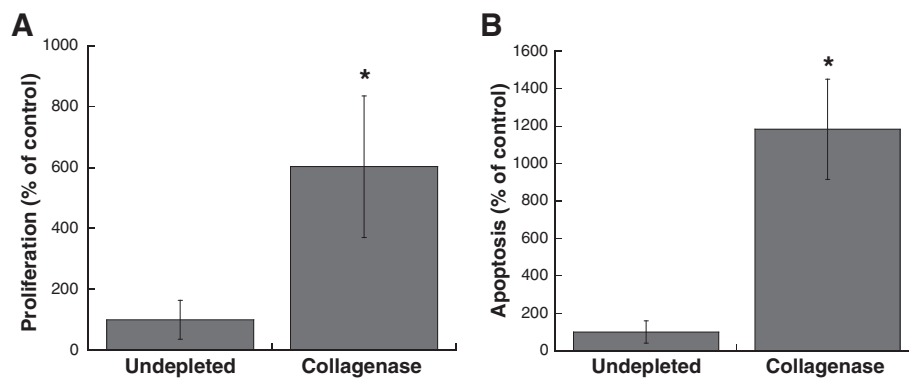 A
Proliferation (% of control)
1000
800
600
400
200
0
*
Undepleted
Collagenase
B
Apoptosis (% of control)
1600
1400
1200
1000
800
600
400
200
0
*
Undepleted
Collagenase